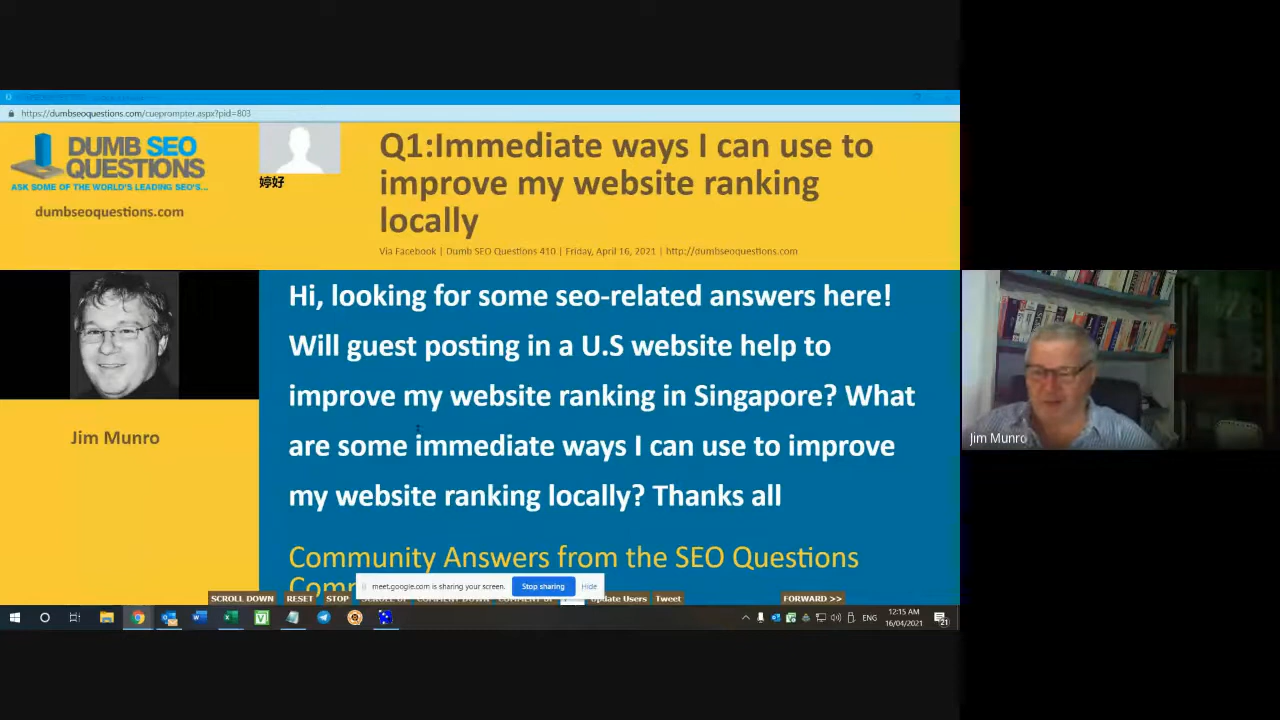 https://dumbseoquestions.com/cueprompter.aspx?pid=803
DUMB SEO
QUESTIONS
ASK SOME OF THE WORLD'S LEADING SEO'S...
dumbseoquestions.com
婷好
Q1:Immediate ways I can use to
improve my website ranking
locally
Via Facebook | Dumb SEO Questions 410 | Friday, April 16, 2021 | http://dumbseoquestions.com
Jim Munro
Hi, looking for some seo-related answers here!
Will guest posting in a U.S website help to
improve my website ranking in Singapore? What
are some immediate ways I can use to improve
my website ranking locally? Thanks all
Community Answers from the SEO Questions
meet.google.com is sharing your screen.
Stop sharing
Hide
SCROLL DOWN
RESET
STOP
Update Users
Tweet
FORWARD >>
ENG
12:15 AM
16/04/2021
21
Jim Munro